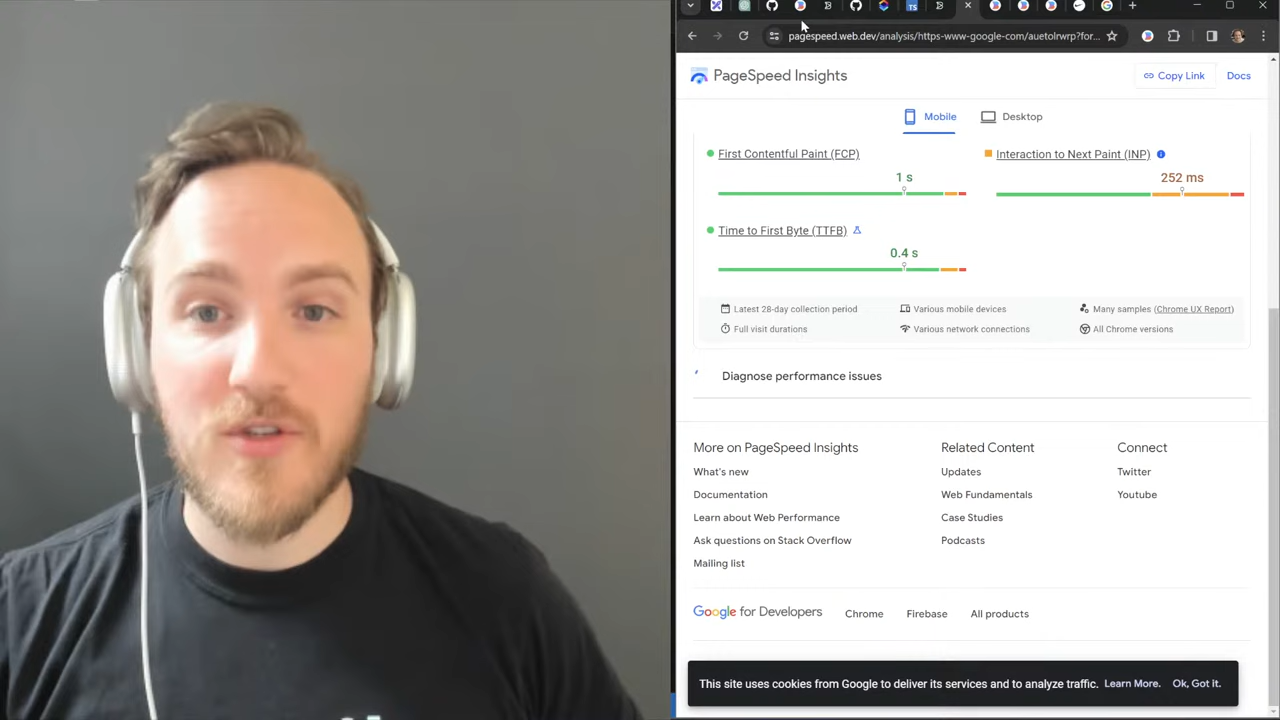 pagespeed.web.dev/analysis/https-www-google-com/auetolrwrp?for...
PageSpeed Insights
Copy Link
Docs
Mobile
Desktop
First Contentful Paint (FCP)
Interaction to Next Paint (INP)
1 s
252 ms
Time to First Byte (TTFB)
0.4 s
Latest 28-day collection period
Various mobile devices
Many samples (Chrome UX Report)
Full visit durations
Various network connections
All Chrome versions
Diagnose performance issues
More on PageSpeed Insights
Related Content
Connect
What's new
Updates
Twitter
Documentation
Web Fundamentals
Youtube
Learn about Web Performance
Case Studies
Ask questions on Stack Overflow
Podcasts
Mailing list
Google for Developers
Chrome
Firebase
All products
This site uses cookies from Google to deliver its services and to analyze traffic. Learn More. Ok, Got it.